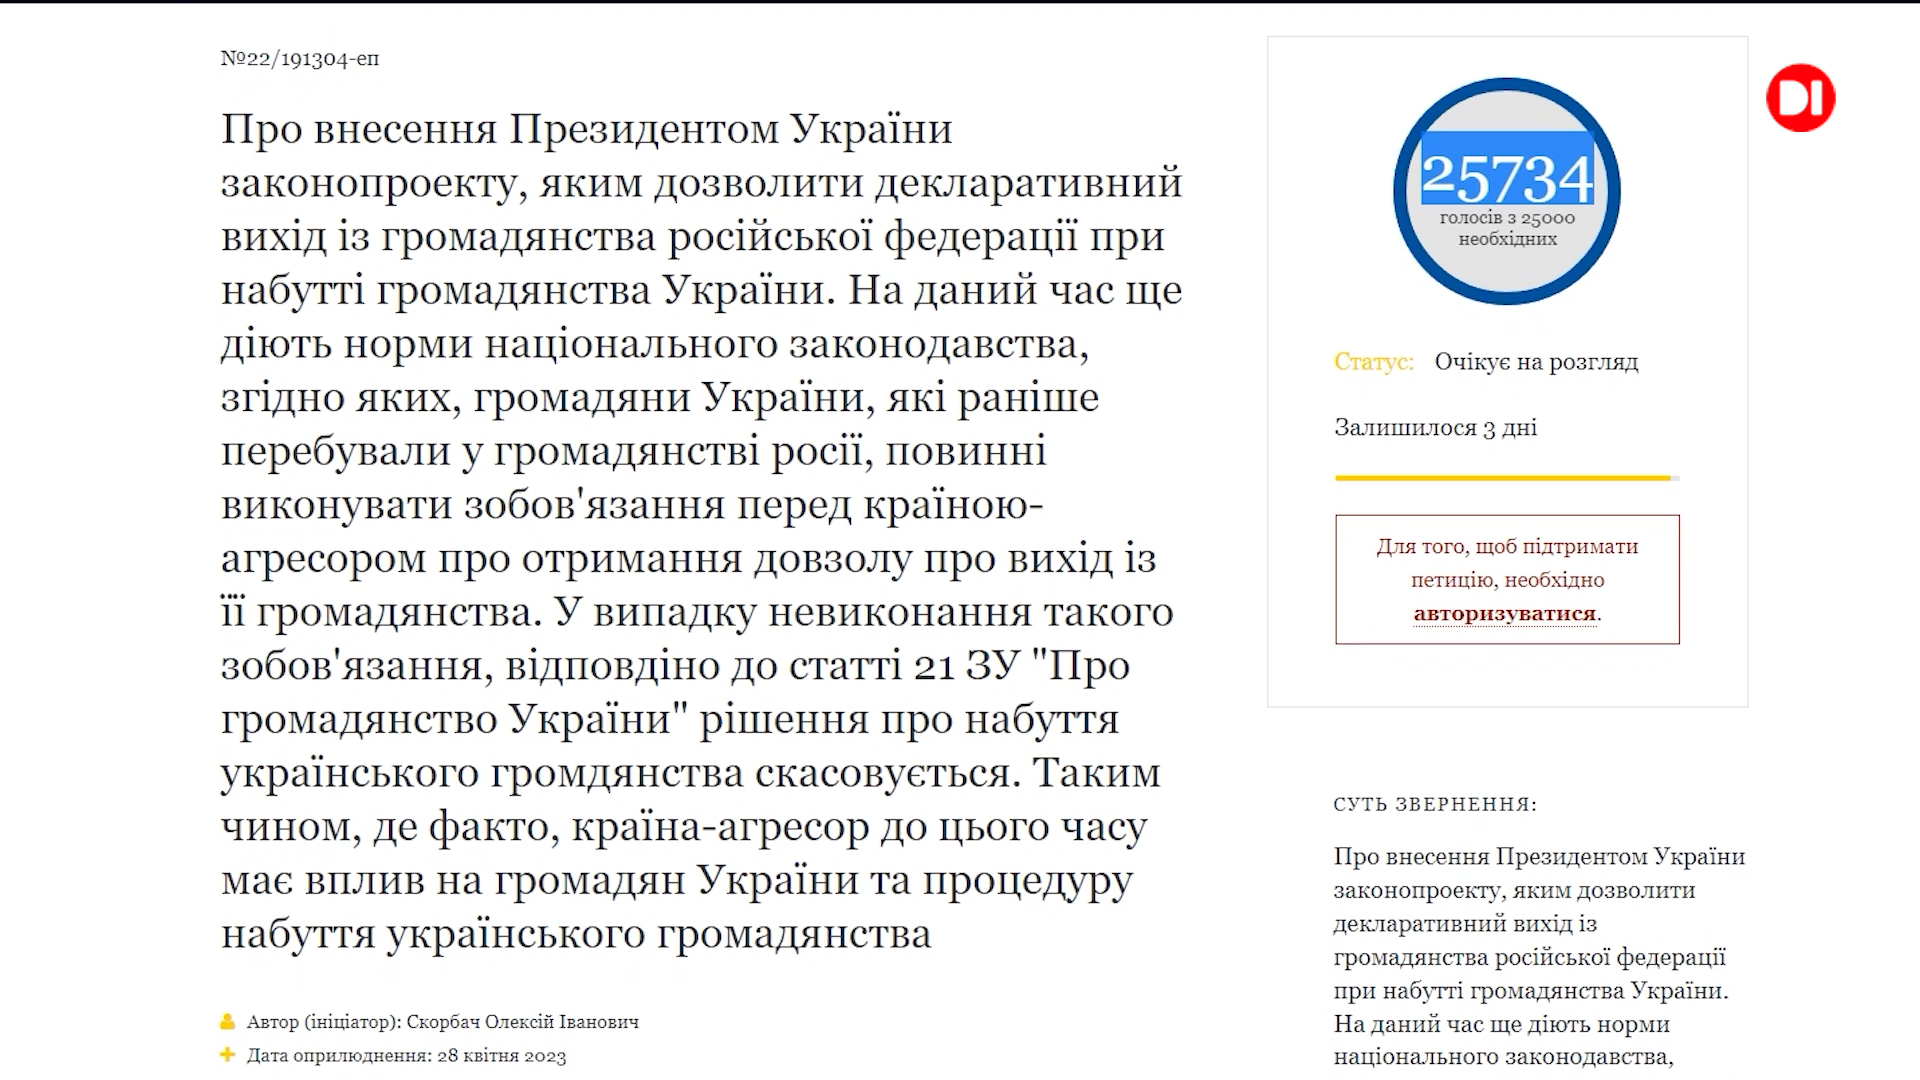 №22/191304-еп
Про внесення Президентом України
законопроекту, яким дозволити декларативний
вихід із громадянства російської федерації при
набутті громадянства України. На даний час ще
діють норми національного законодавства,
згідно яких, громадяни України, які раніше
перебували у громадянстві росії, повинні
виконувати зобов'язання перед країною-
агресором про отримання довзолу про вихід із
її громадянства. У випадку невиконання такого
зобов'язання, відповдіно до статті 21 ЗУ "Про
громадянство України" рішення про набуття
українського громдянства скасовується. Таким
чином, де факто, країна-агресор до цього часу
має вплив на громадян України та процедуру
набуття українського громадянства
Автор (ініціатор): Скорбач Олексій Іванович
Дата оприлюднення: 28 квітня 2023
25734
голосів з 25000
необхідних
Статус: Очікує на розгляд
Залишилося 3 дні
Для того, щоб підтримати
петицію, необхідно
авторизуватися.
СУТЬ ЗВЕРНЕННЯ:
Про внесення Президентом України
законопроекту, яким дозволити
декларативний вихід із
громадянства російської федерації
при набутті громадянства України.
На даний час ще діють норми
національного законодавства,
DI